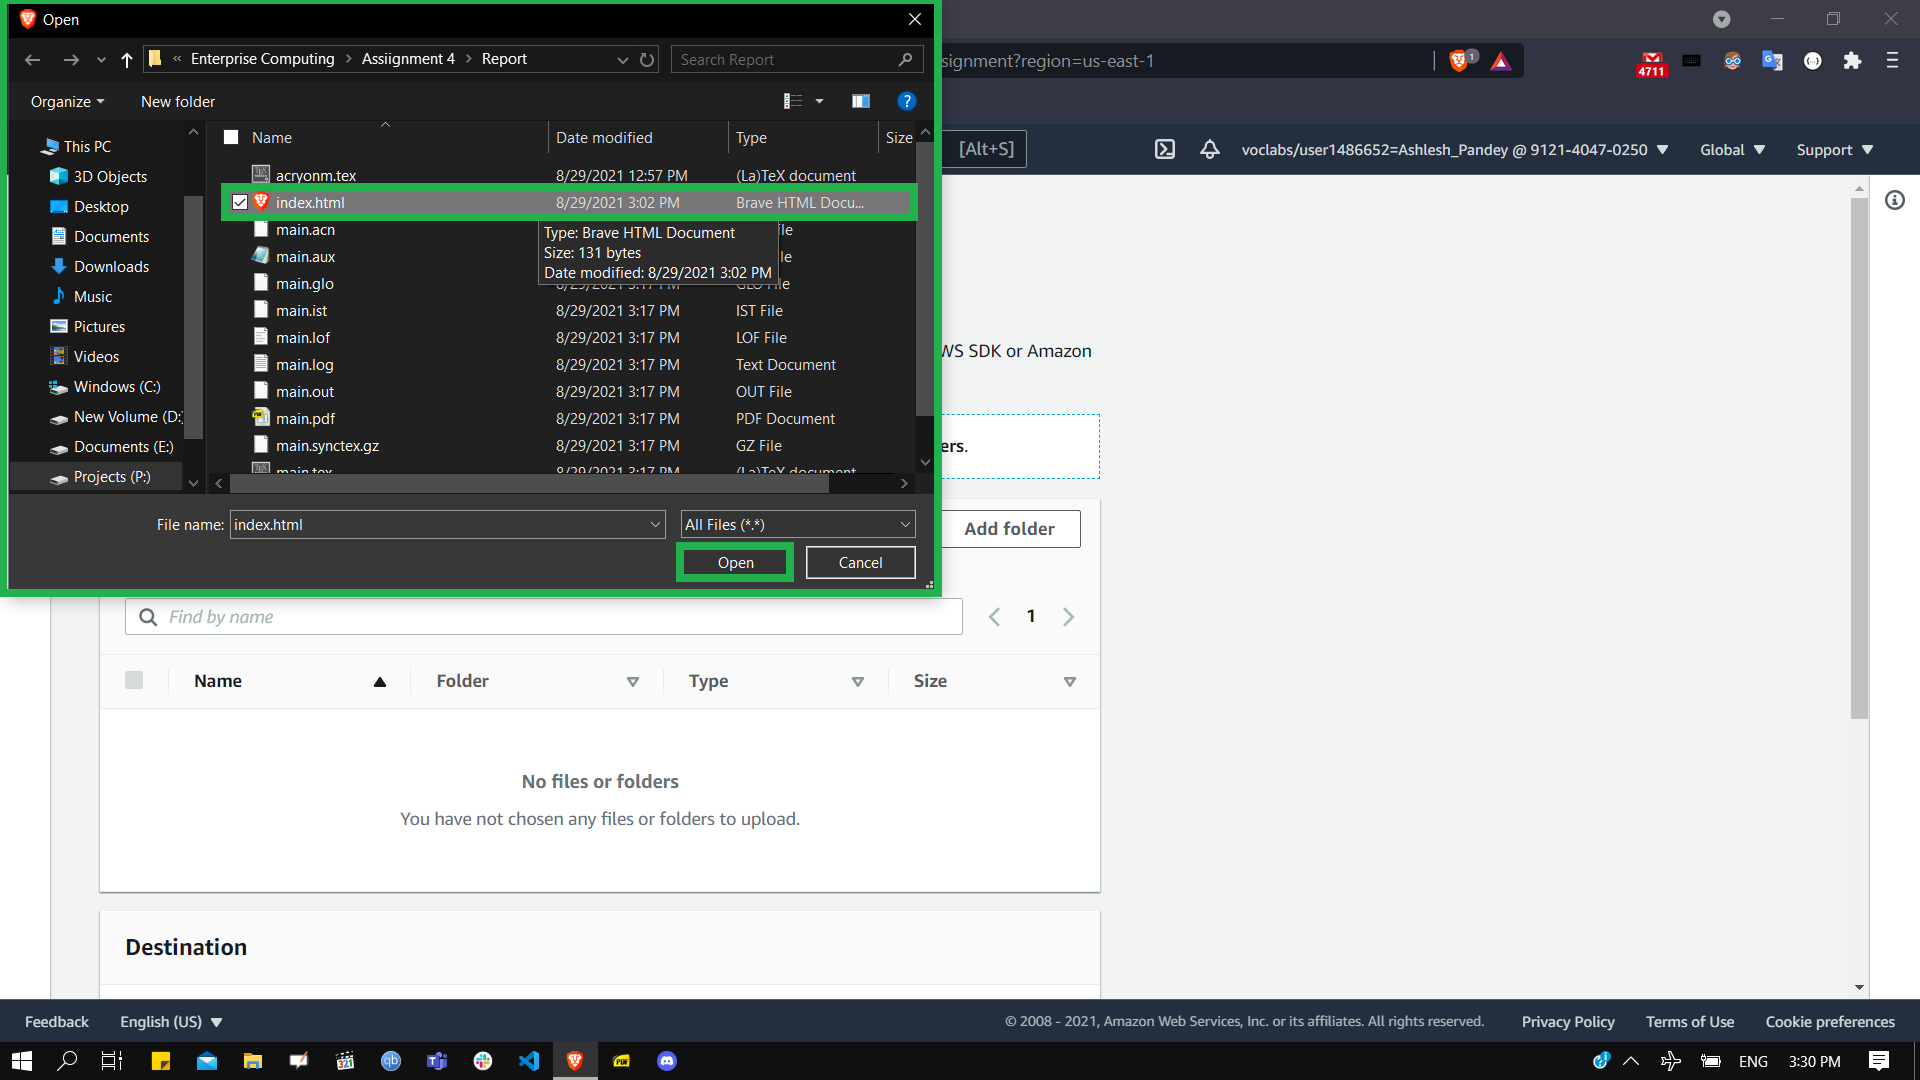 Open
« Enterprise Computing > Assignment 4 > Report
Search Report
signment?region=us-east-1
1
4711
Organize
New folder
?
This PC
3D Objects
Desktop
Documents
Downloads
Music
Pictures
Videos
Windows (C:)
New Volume (D:
Documents (E:)
Projects (P:)
Name Date modified Type Size
acryonm.tex 8/29/2021 12:57 PM (La)TeX document
index.html 8/29/2021 3:02 PM Brave HTML Docu...
main.acn
main.aux
main.glo
main.ist 8/29/2021 3:17 PM IST File
main.lof 8/29/2021 3:17 PM LOF File
main.log 8/29/2021 3:17 PM Text Document
main.out 8/29/2021 3:17 PM OUT File
main.pdf 8/29/2021 3:17 PM PDF Document
main.synctex.gz 8/29/2021 3:17 PM GZ File
main.tex 8/29/2021 3:17 PM (La)TeX document
Type: Brave HTML Document
Size: 131 bytes
Date modified: 8/29/2021 3:02 PM
File name: index.html
All Files (*.*)
Open Cancel
[Alt+S]
voclabs/user1486652=Ashlesh_Pandey @ 9121-4047-0250
Global
Support
WS SDK or Amazon
ers.
Add folder
Find by name
1
Name Folder Type Size
No files or folders
You have not chosen any files or folders to upload.
Destination
Feedback
English (US)
© 2008 - 2021, Amazon Web Services, Inc. or its affiliates. All rights reserved.
Privacy Policy
Terms of Use
Cookie preferences
ENG
3:30 PM